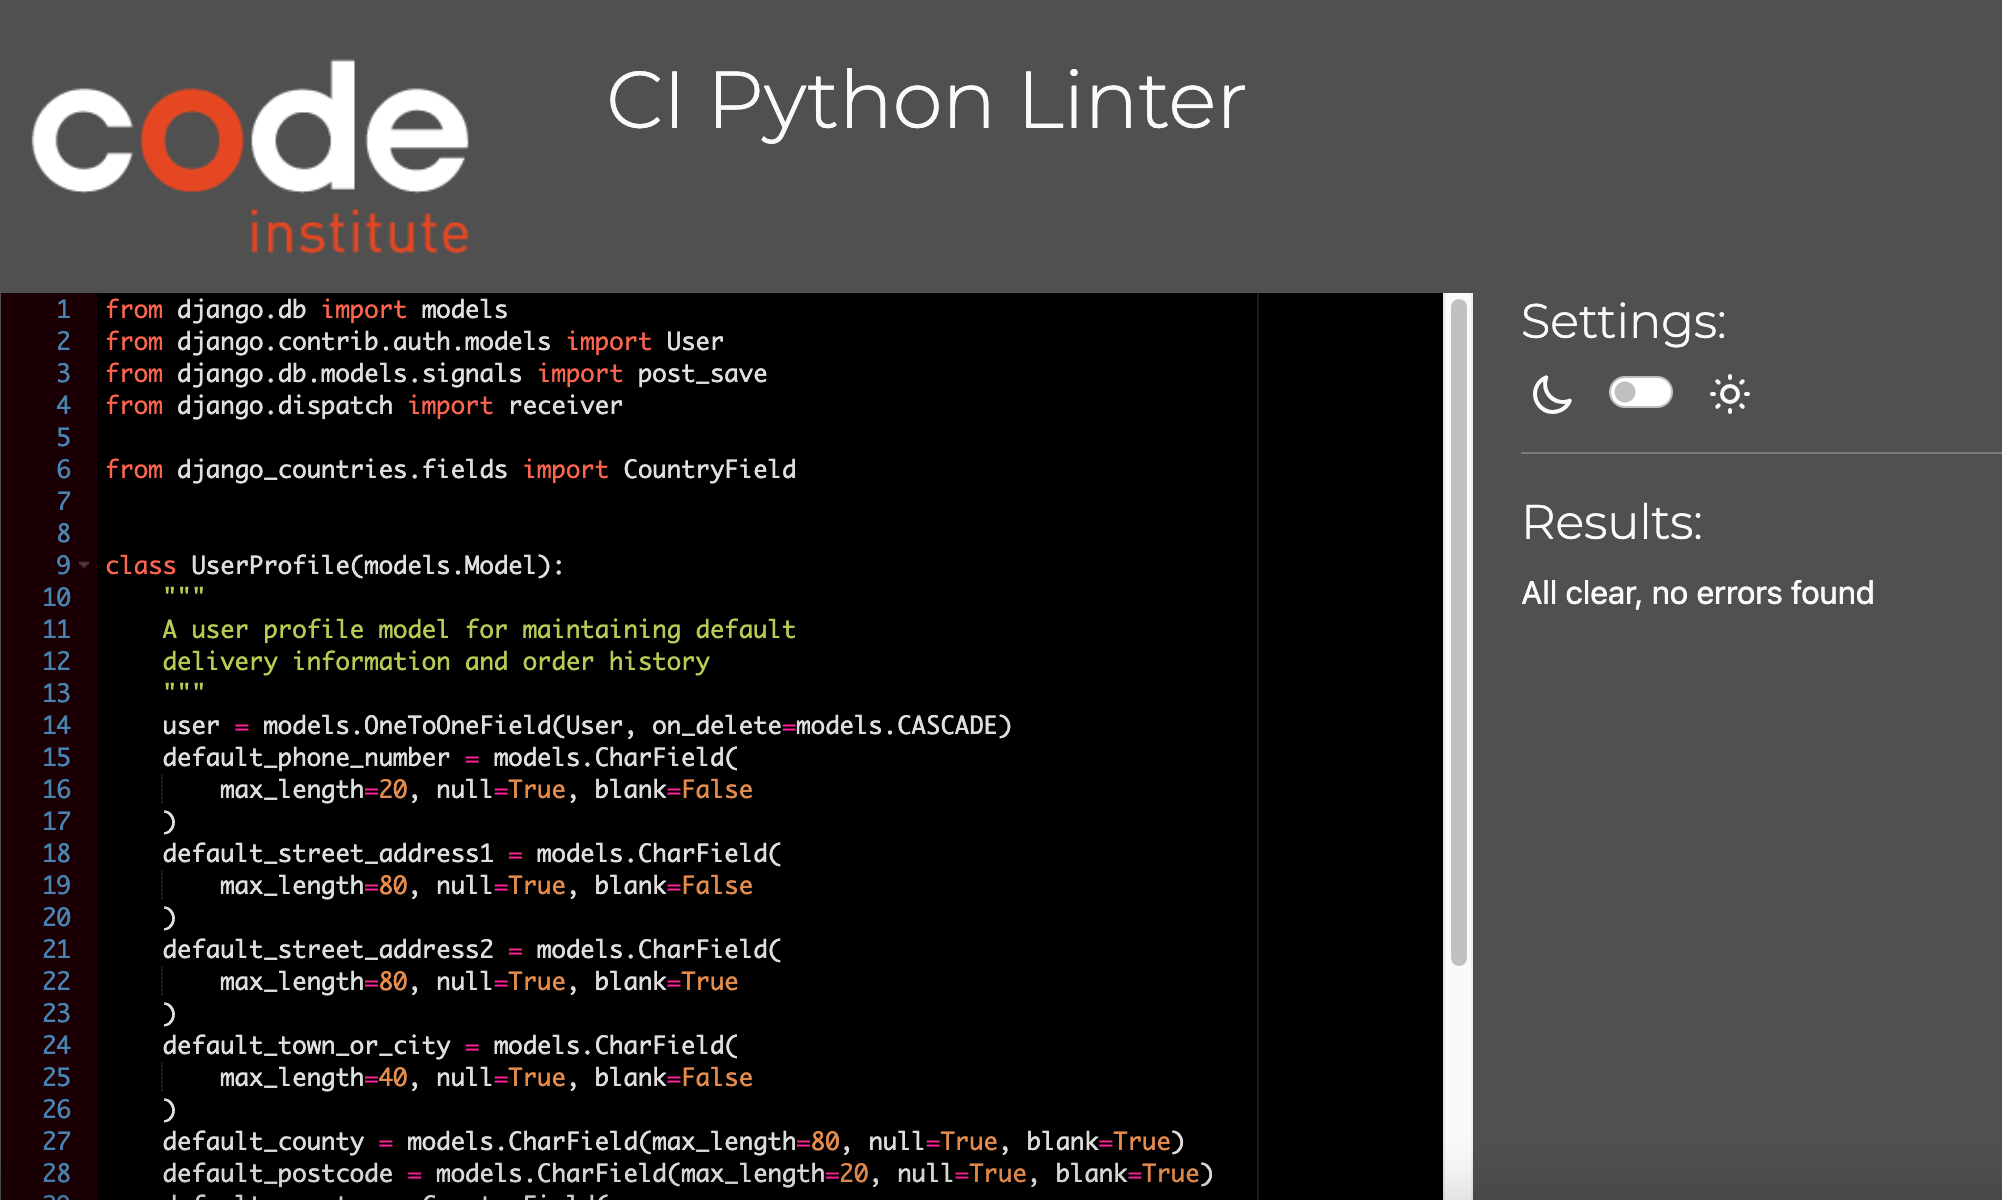 code
institute
CI Python Linter
1 from django.db import models
2 from django.contrib.auth.models import User
3 from django.db.models.signals import post_save
4 from django.dispatch import receiver
5
6 from django_countries.fields import CountryField
7
8
9 class UserProfile(models.Model):
10     """
11     A user profile model for maintaining default
12     delivery information and order history
13     """
14     user = models.OneToOneField(User, on_delete=models.CASCADE)
15     default_phone_number = models.CharField(
16         max_length=20, null=True, blank=False
17     )
18     default_street_address1 = models.CharField(
19         max_length=80, null=True, blank=False
20     )
21     default_street_address2 = models.CharField(
22         max_length=80, null=True, blank=True
23     )
24     default_town_or_city = models.CharField(
25         max_length=40, null=True, blank=False
26     )
27     default_county = models.CharField(max_length=80, null=True, blank=True)
28     default_postcode = models.CharField(max_length=20, null=True, blank=True)
Settings:
Results:
All clear, no errors found